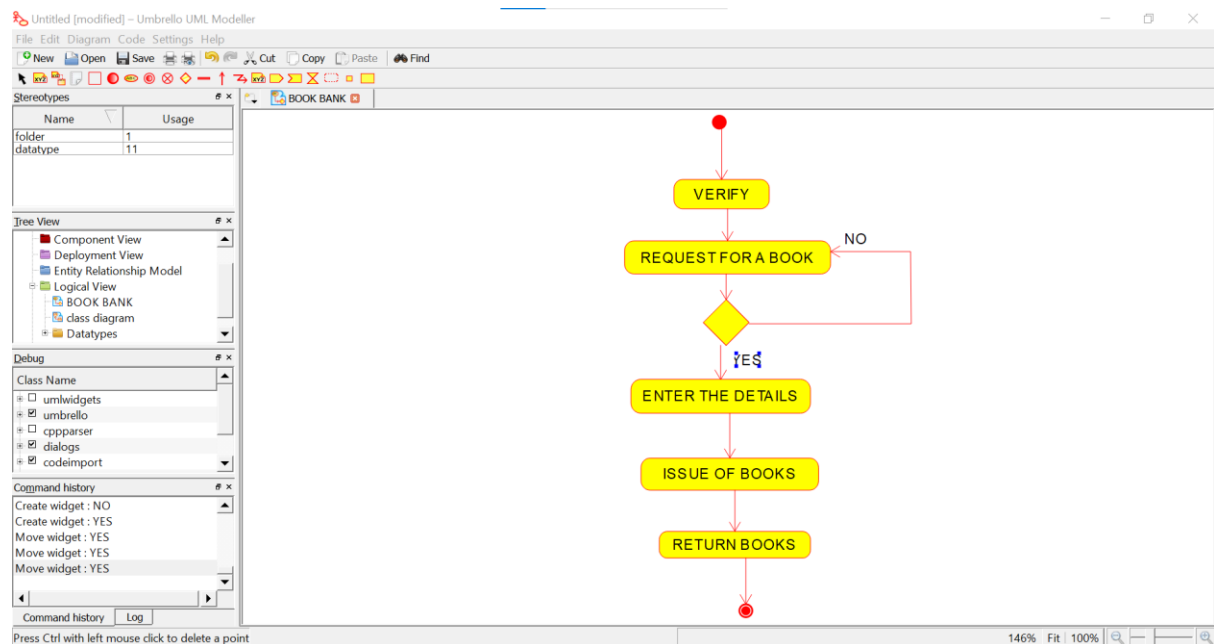 Untitled [modified] – Umbrello UML Modeller
File Edit Diagram Code Settings Help
New Open Save Cut Copy Paste Find
Stereotypes
BOOK BANK
Name Usage
folder 1
datatype 11
Tree View
Component View
Deployment View
Entity Relationship Model
Logical View
BOOK BANK
class diagram
Datatypes
Debug
Class Name
umlwidgets
umbrello
cppparser
dialogs
codeimport
Command history
Create widget : NO
Create widget : YES
Move widget : YES
Move widget : YES
Move widget : YES
Command history Log
VERIFY
NO
REQUEST FOR A BOOK
YES
ENTER THE DETAILS
ISSUE OF BOOKS
RETURN BOOKS
Press Ctrl with left mouse click to delete a point
146% Fit 100%